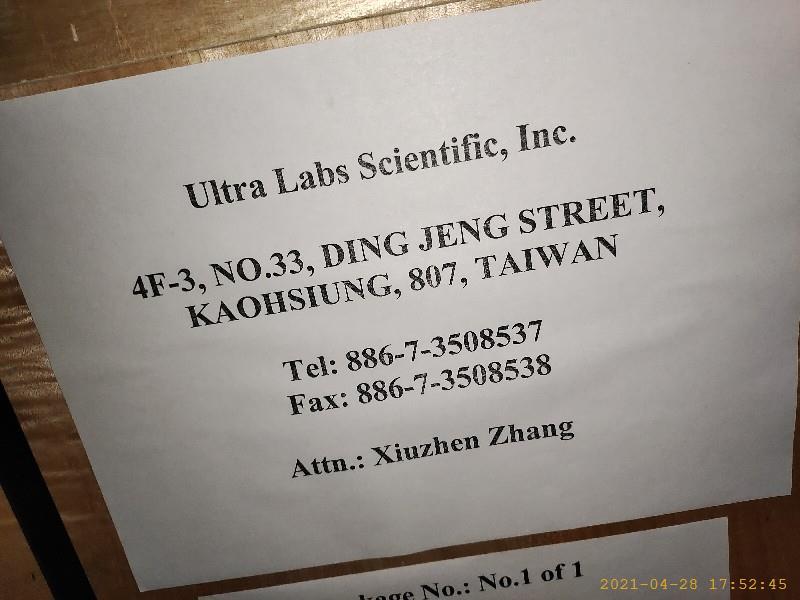 Ultra Labs Scientific, Inc.
4F-3, NO.33, DING JENG STREET,
KAOHSIUNG, 807, TAIWAN
Tel: 886-7-3508537
Fax: 886-7-3508538
Attn.: Xiuzhen Zhang
No.: No.1 of 1
2021-04-28 17:52:45